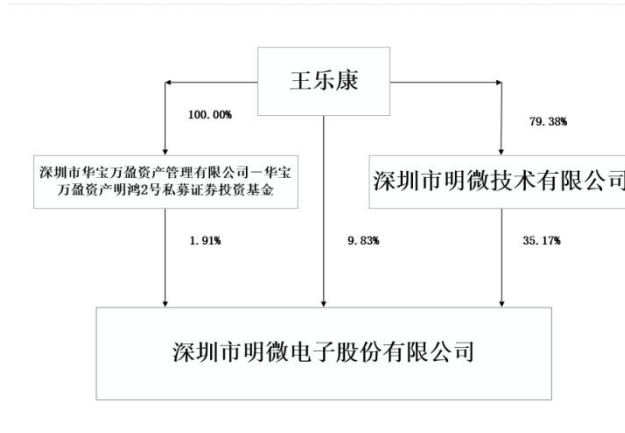 王乐康
100.00%
79.38%
深圳市华宝万盈资产管理有限公司－华宝
万盈资产明鸿2号私募证券投资基金
深圳市明微技术有限公司
1.91%
9.83%
35.17%
深圳市明微电子股份有限公司